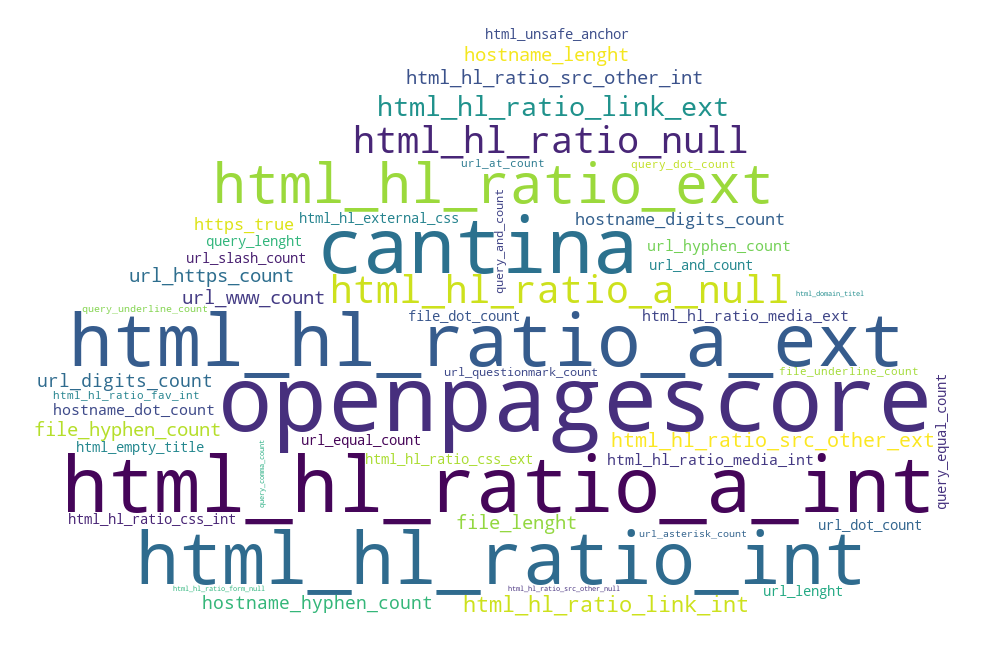 html_unsafe_anchor
hostname_lenght
html_hl_ratio_src_other_int
html_hl_ratio_link_ext
html_hl_ratio_null
url_at_count
query_dot_count
html_hl_ratio_ext
https_true
html_hl_external_css
query_and_count
hostname_digits_count
query_lenght
cantina
url_hyphen_count
url_slash_count
url_and_count
url_https_count
html_hl_ratio_a_null
html_domain_titel
url_www_count
query_underline_count
file_dot_count
html_hl_ratio_media_ext
html_hl_ratio_a_ext
url_digits_count
url_questionmark_count
file_underline_count
html_hl_ratio_fav_int
openpagescore
query_equal_count
hostname_dot_count
file_hyphen_count
url_equal_count
html_hl_ratio_src_other_ext
html_empty_title
query_comma_count
html_hl_ratio_css_ext
html_hl_ratio_media_int
html_hl_ratio_a_int
html_hl_ratio_css_int
file_lenght
url_dot_count
html_hl_ratio_int
url_asterisk_count
html_hl_ratio_form_null
html_hl_ratio_src_other_null
url_lenght
hostname_hyphen_count
html_hl_ratio_link_int